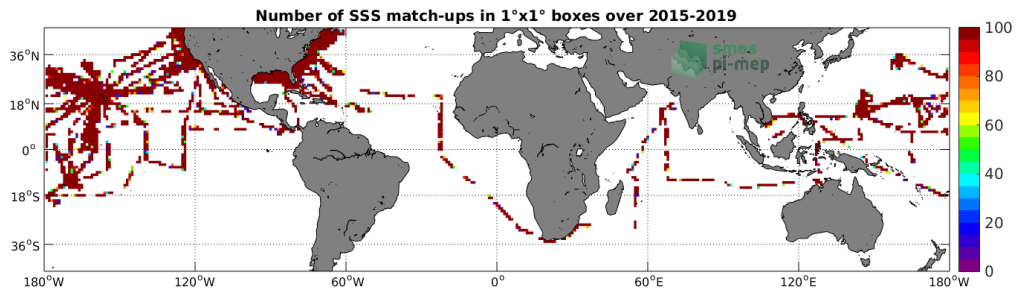 Number of SSS match-ups in 1°x1° boxes over 2015-2019
36°N
18°N
0°
18°S
36°S
180°W
120°W
60°W
0°
60°E
120°E
180°W
100
80
60
40
20
0
smos
pi-mep